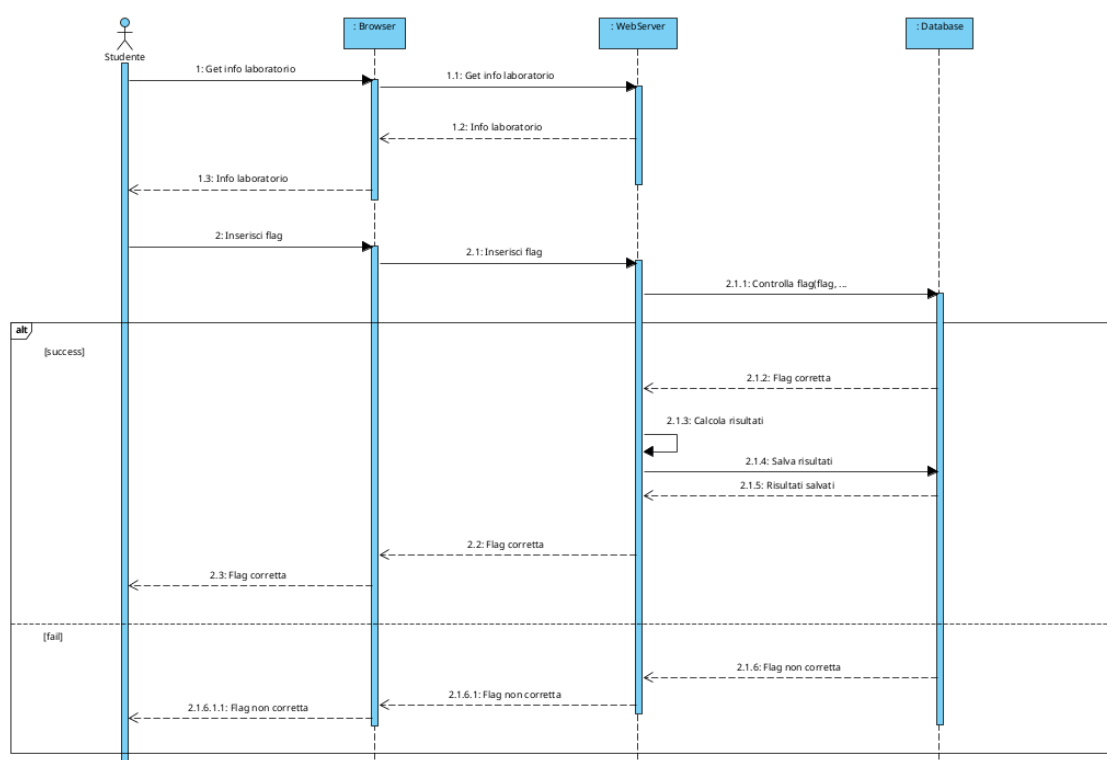 : Browser
: WebServer
: Database
Studente
1: Get info laboratorio
1.1: Get info laboratorio
1.2: Info laboratorio
1.3: Info laboratorio
2: Inserisci flag
2.1: Inserisci flag
2.1.1: Controlla flag(flag, ...
alt
[success]
2.1.2: Flag corretta
2.1.3: Calcola risultati
2.1.4: Salva risultati
2.1.5: Risultati salvati
2.2: Flag corretta
2.3: Flag corretta
[fail]
2.1.6: Flag non corretta
2.1.6.1: Flag non corretta
2.1.6.1.1: Flag non corretta